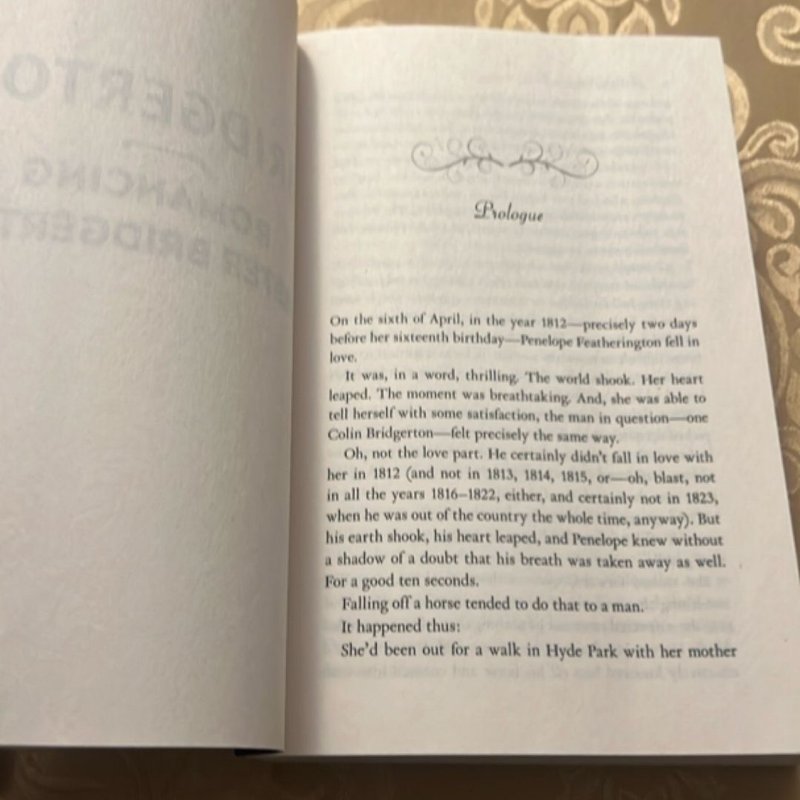 Prologue
On the sixth of April, in the year 1812—precisely two days
before her sixteenth birthday—Penelope Featherington fell in
love.
It was, in a word, thrilling. The world shook. Her heart
leaped. The moment was breathtaking. And, she was able to
tell herself with some satisfaction, the man in question—one
Colin Bridgerton—felt precisely the same way.
Oh, not the love part. He certainly didn't fall in love with
her in 1812 (and not in 1813, 1814, 1815, or—oh, blast, not
in all the years 1816–1822, either, and certainly not in 1823,
when he was out of the country the whole time, anyway). But
his earth shook, his heart leaped, and Penelope knew without
a shadow of a doubt that his breath was taken away as well.
For a good ten seconds.
Falling off a horse tended to do that to a man.
It happened thus:
She'd been out for a walk in Hyde Park with her mother